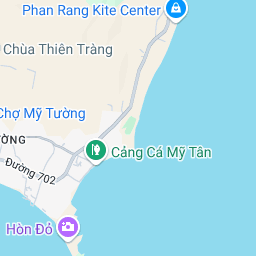 Phan Rang Kite Center
Chùa Thiên Tràng
Chợ Mỹ Tường
ƯỜNG
Cảng Cá Mỹ Tân
Đường 702
Hòn Đỏ